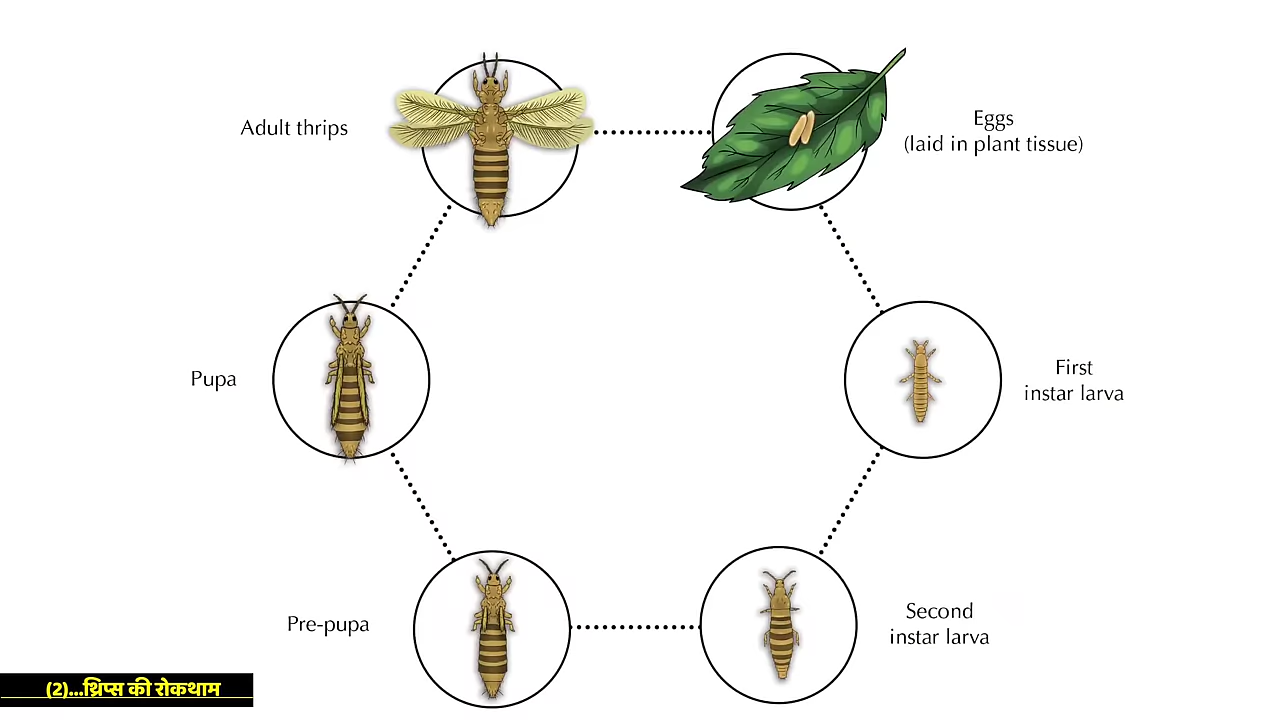 Adult thrips
Eggs
(laid in plant tissue)
Pupa
First
instar larva
Pre-pupa
Second
instar larva
(2)...थ्रिप्स की रोकथाम